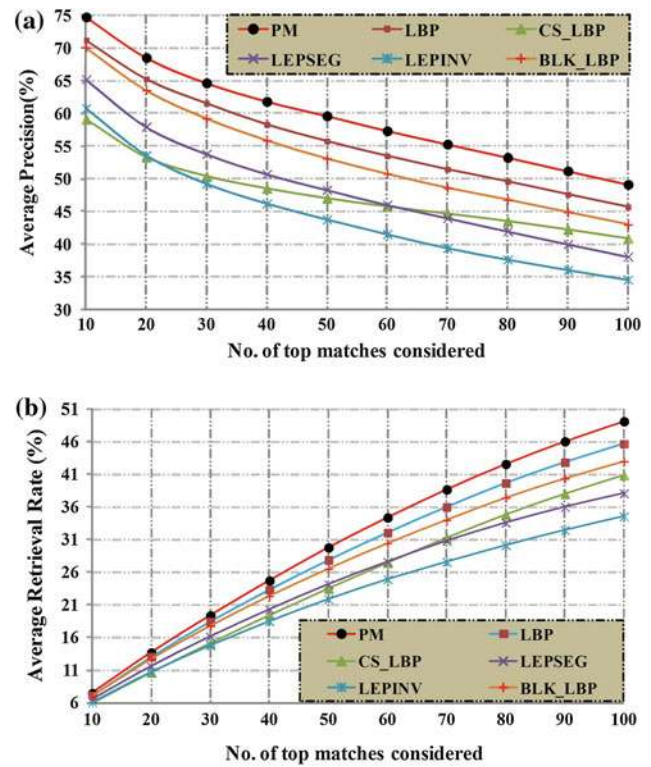 (a)
75
70
65
60
55
50
45
40
35
30
Average Precision(%)
PM LBP CS_LBP
LEPSEG LEPINV BLK_LBP
10 20 30 40 50 60 70 80 90 100
No. of top matches considered
(b)
51
46
41
36
31
26
21
16
11
6
Average Retrieval Rate (%)
PM LBP
CS_LBP LEPSEG
LEPINV BLK_LBP
10 20 30 40 50 60 70 80 90 100
No. of top matches considered